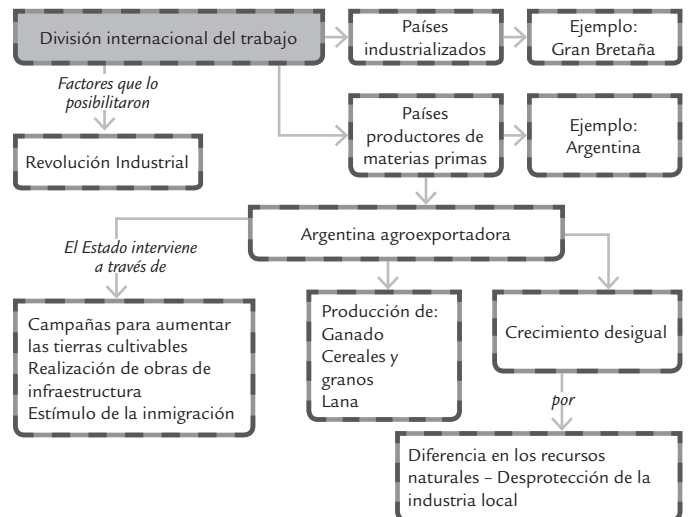 División internacional del trabajo
Países
industrializados
Ejemplo:
Gran Bretaña
Factores que lo
posibilitaron
Revolución Industrial
Países
productores de
materias primas
Ejemplo:
Argentina
Argentina agroexportadora
El Estado interviene
a través de
Campañas para aumentar
las tierras cultivables
Realización de obras de
infraestructura
Estímulo de la inmigración
Producción de:
Ganado
Cereales y
granos
Lana
Crecimiento desigual
por
Diferencia en los recursos
naturales – Desprotección de la
industria local